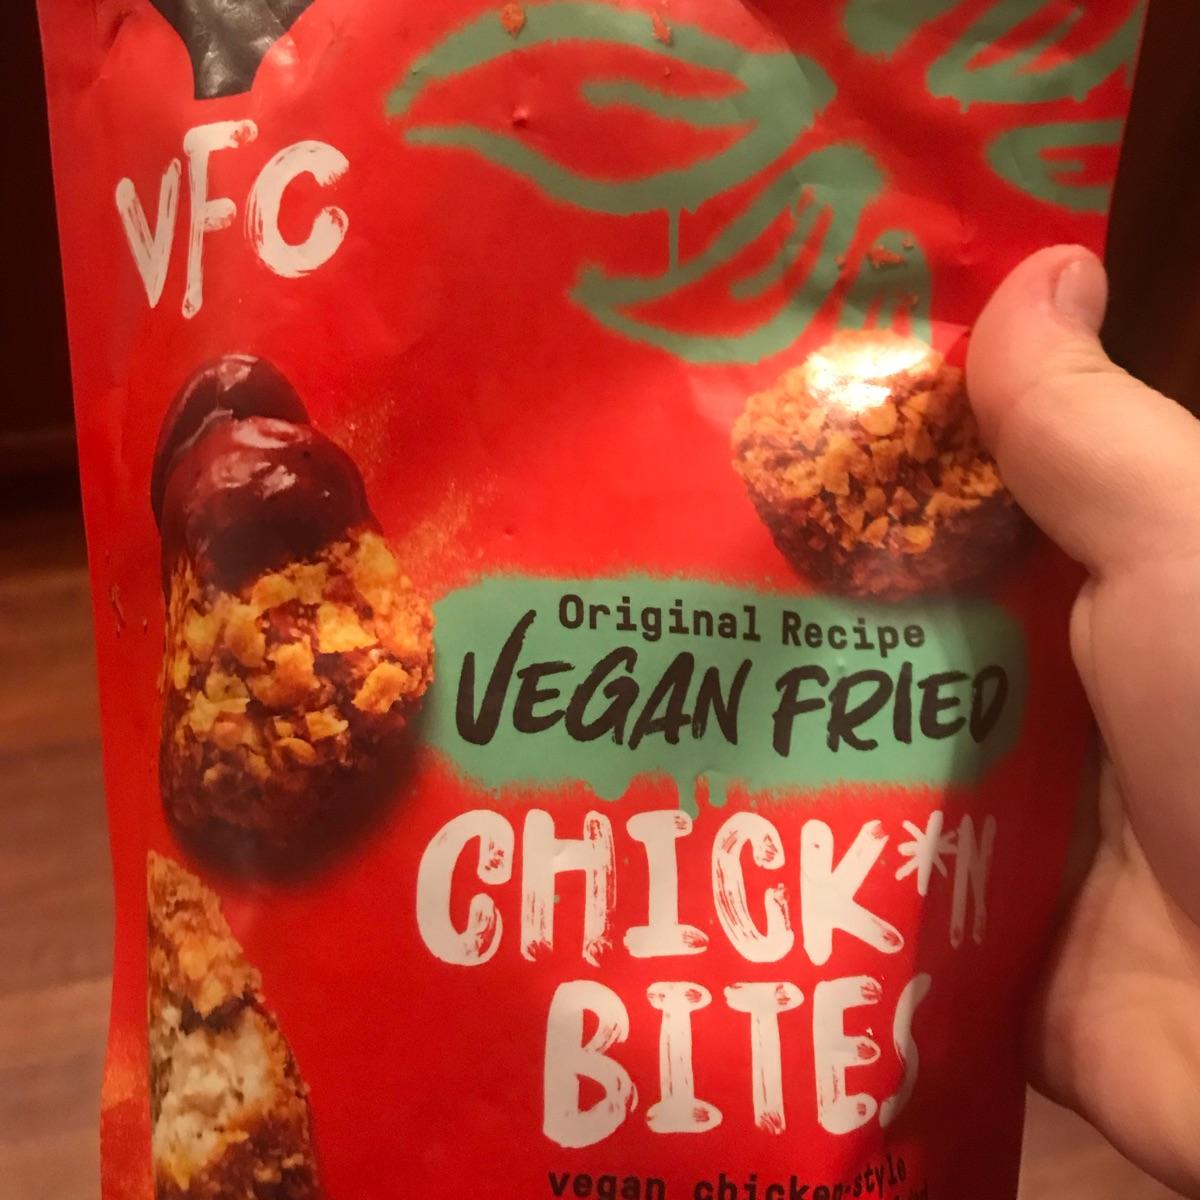 VFC
Original Recipe
VEGAN FRIED
CHICK*N
BITES
vegan chicken-style